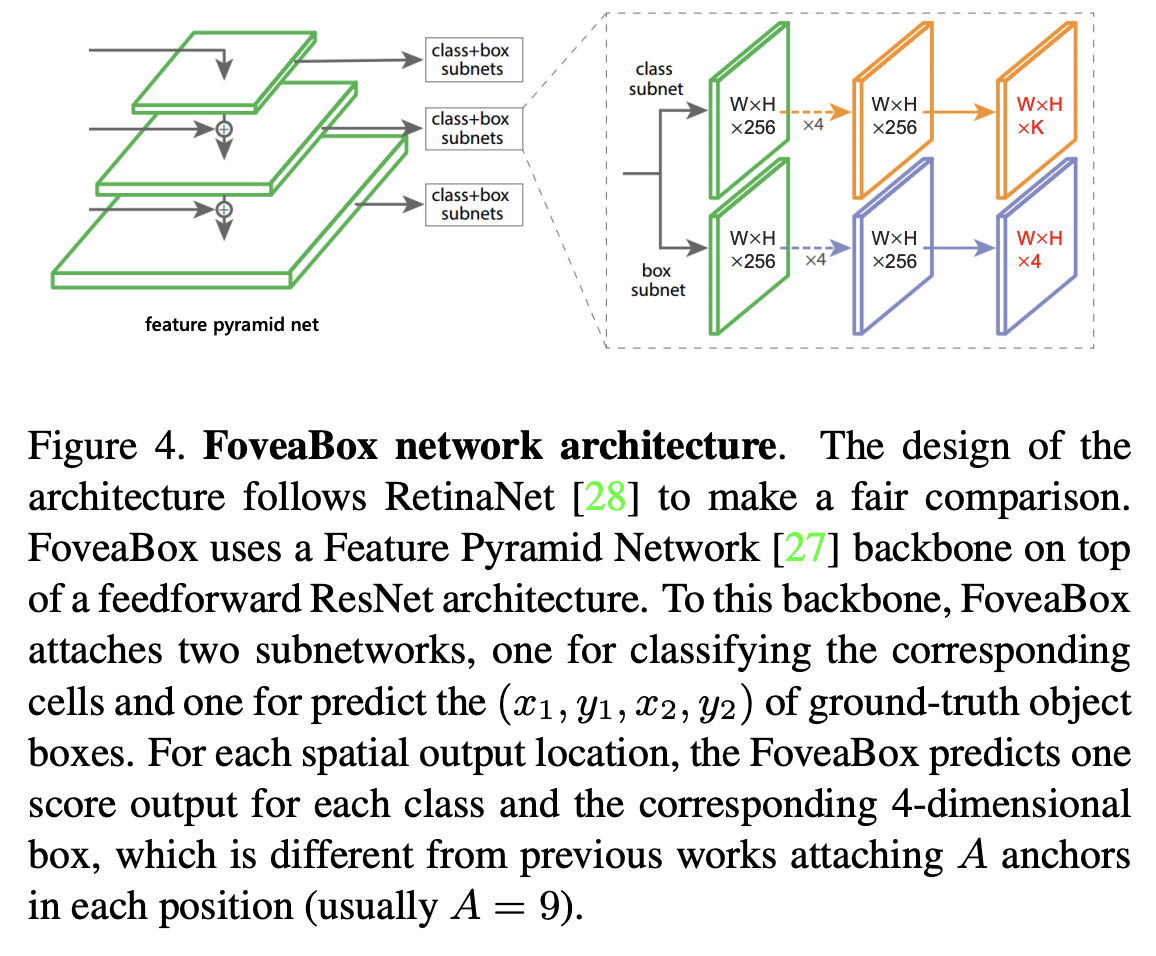 class+box
subnets
class+box
subnets
class+box
subnets
feature pyramid net
class
subnet
W×H
×256
×4
W×H
×256
W×H
×K
box
subnet
W×H
×256
×4
W×H
×256
W×H
×4
Figure 4. FoveaBox network architecture. The design of the
architecture follows RetinaNet [28] to make a fair comparison.
FoveaBox uses a Feature Pyramid Network [27] backbone on top
of a feedforward ResNet architecture. To this backbone, FoveaBox
attaches two subnetworks, one for classifying the corresponding
cells and one for predict the (x₁, y₁, x₂, y₂) of ground-truth object
boxes. For each spatial output location, the FoveaBox predicts one
score output for each class and the corresponding 4-dimensional
box, which is different from previous works attaching A anchors
in each position (usually A = 9).